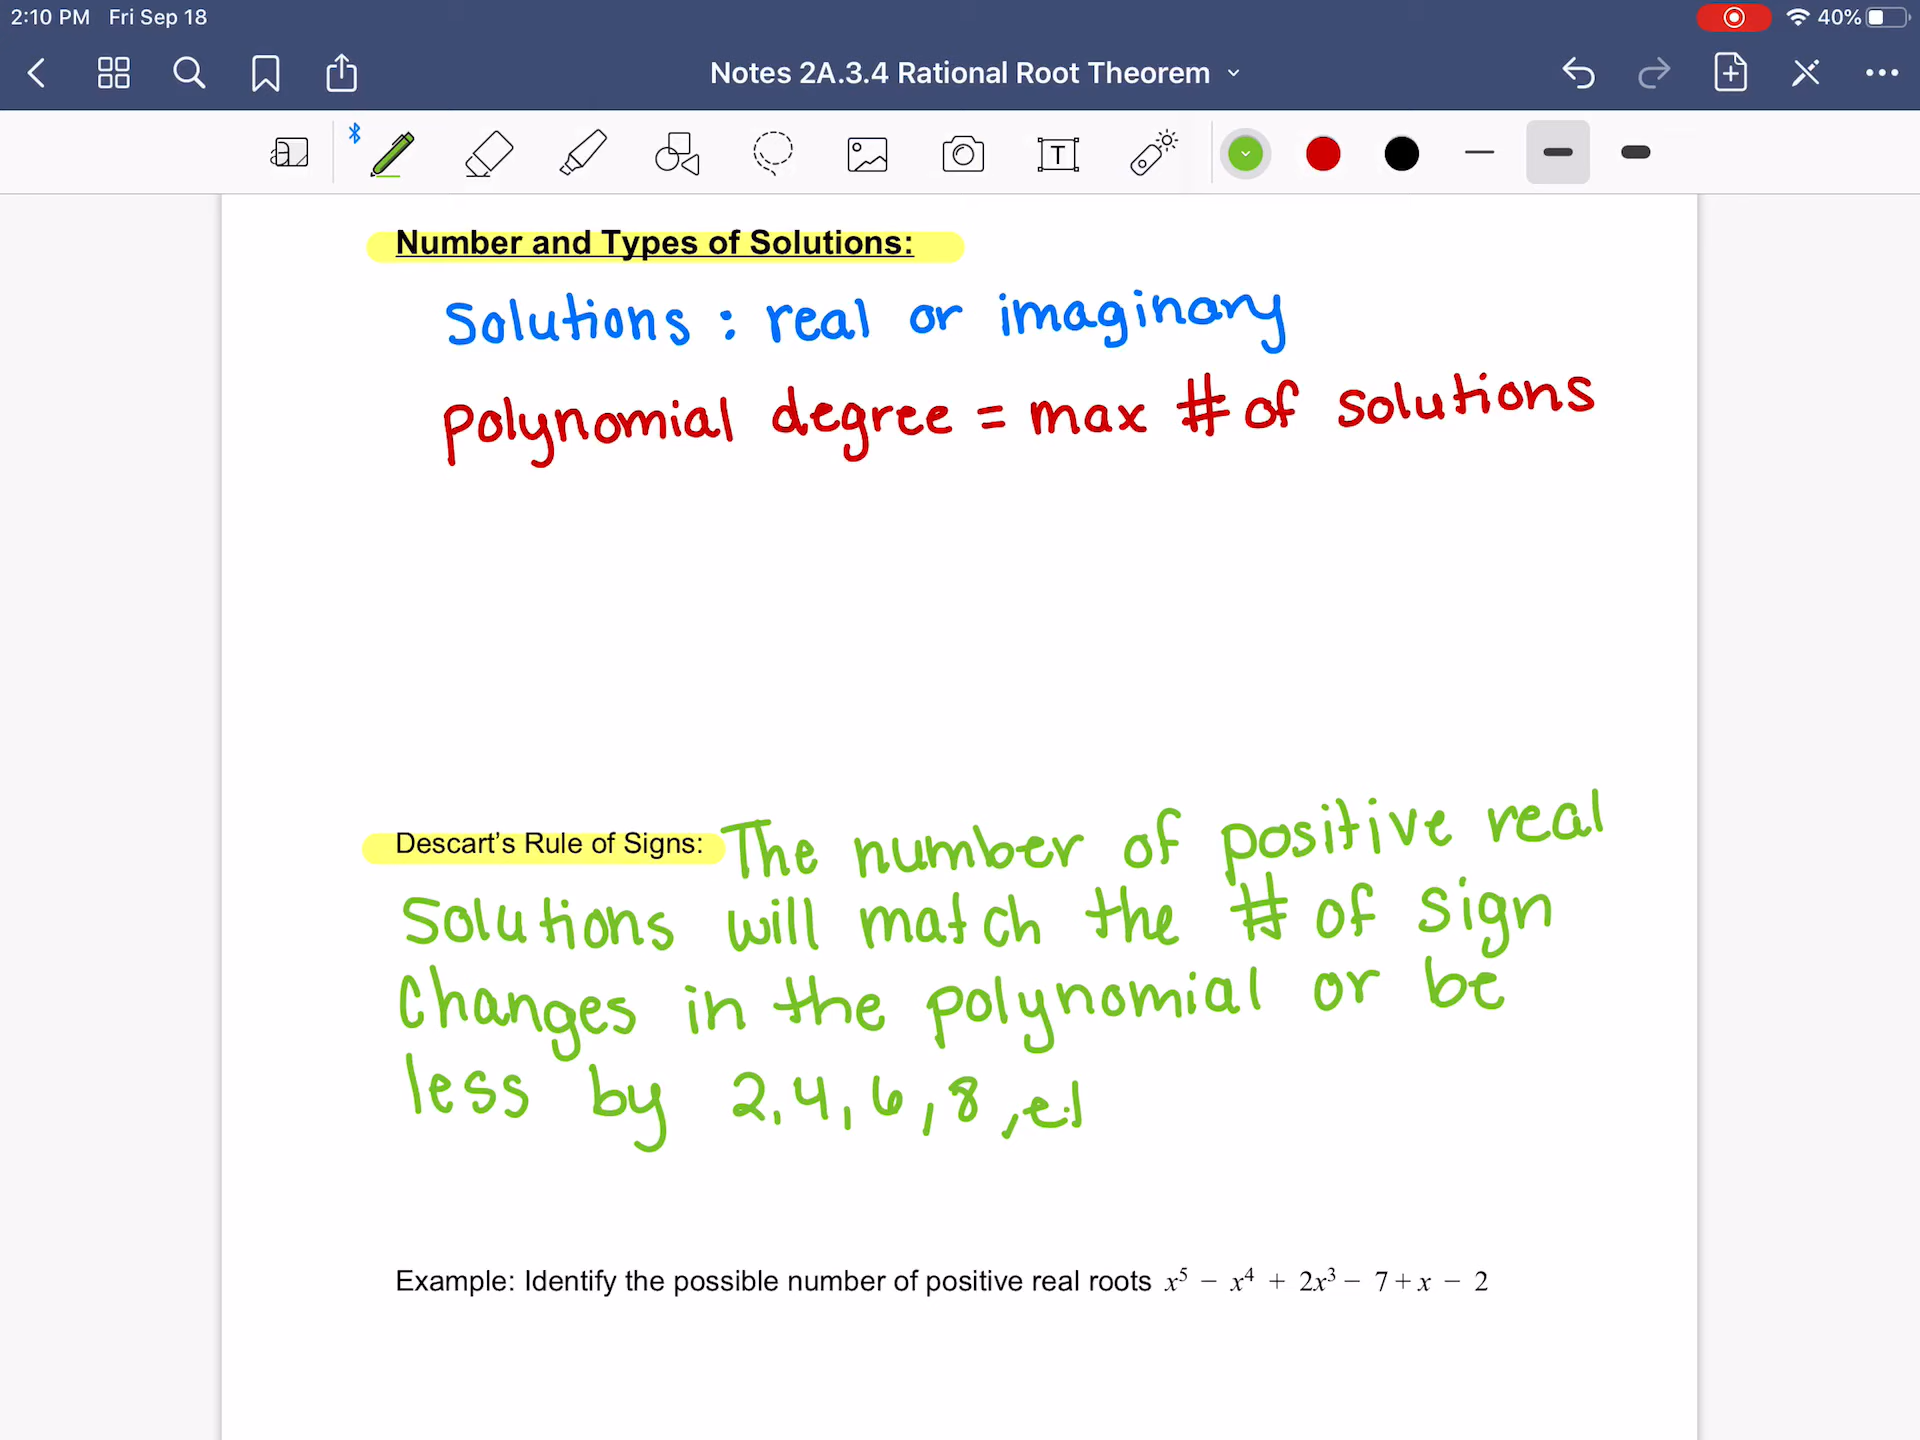 2:10 PM Fri Sep 18 40%
Notes 2A.3.4 Rational Root Theorem
Number and Types of Solutions:
Solutions : real or imaginary
polynomial degree = max # of solutions
Descart's Rule of Signs: The number of positive real
Solutions will match the # of sign
Changes in the polynomial or be
less by 2, 4, 6, 8, et
Example: Identify the possible number of positive real roots x⁵ − x⁴ + 2x³ − 7 + x − 2